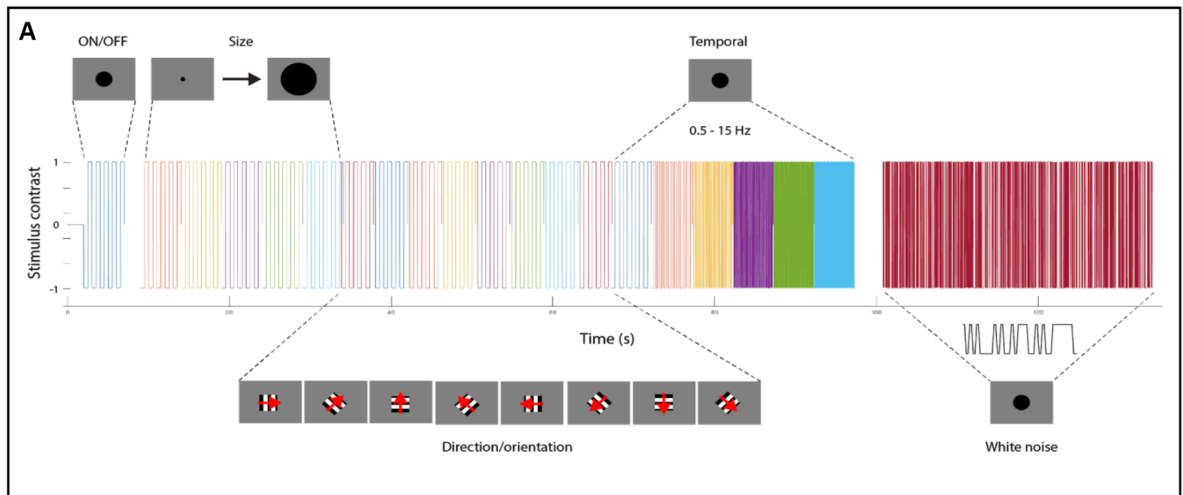 A
ON/OFF
Size
Temporal
0.5 - 15 Hz
Stimulus contrast
1
0
-1
0 20 40 60 80 100 120
Time (s)
Direction/orientation
White noise